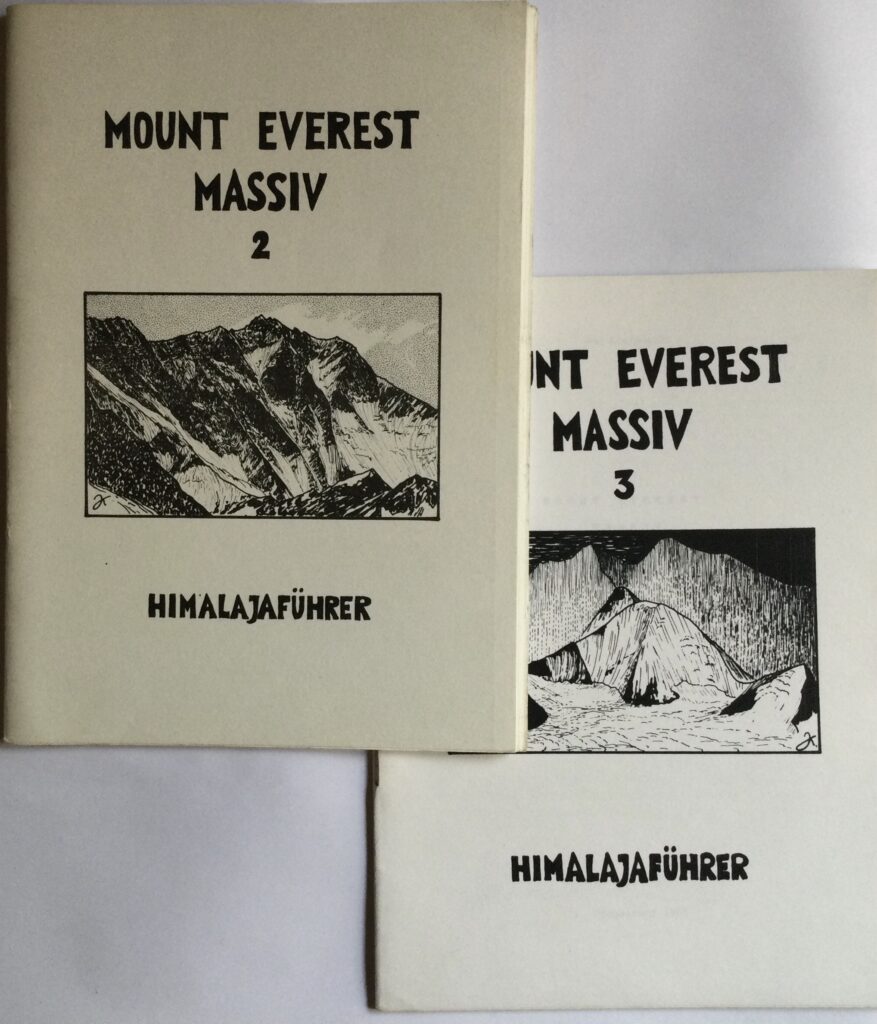 MOUNT EVEREST
MASSIV
2
HIMALAJAFÜHRER
UNT EVEREST
MASSIV
3
HIMALAJAFÜHRER